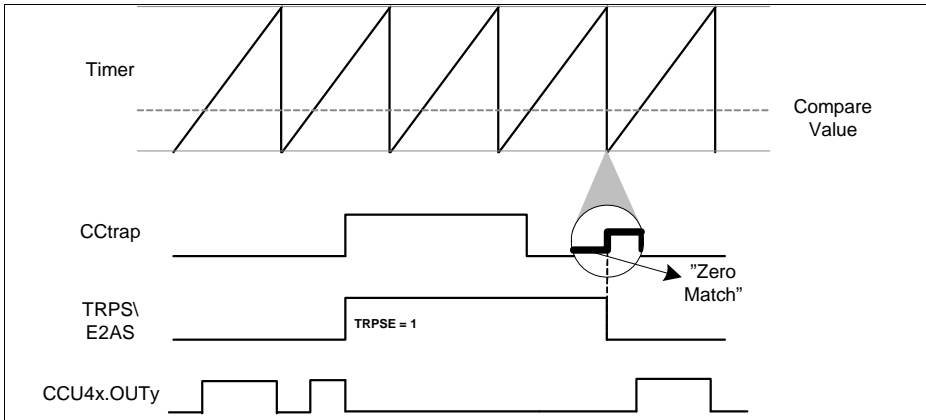 Timer
Compare
Value
CCtrap
"Zero
Match"
TRPS\
E2AS
TRPSE = 1
CCU4x.OUTy